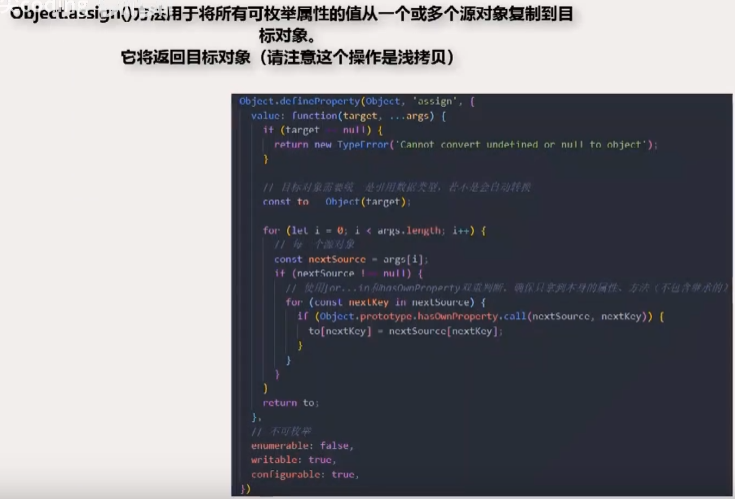 Object.assign()方法用于将所有可枚举属性的值从一个或多个源对象复制到目
标对象。
它将返回目标对象（请注意这个操作是浅拷贝）
Object.defineProperty(Object, 'assign', {
value: function(target, ...args) {
if (target null) {
return new TypeError('Cannot convert undefined or null to object');
}
// 目标对象需要 是引用数据类型，若不是会自动转换
const to Object(target);
for (let i = 0; i < args.length; i++) {
// 每一个源对象
const nextSource = args[i];
if (nextSource ! null) {
// 使用for...in和hasOwnProperty双重判断，确保只拿到本身的属性、方法（不包含继承的）
for (const nextKey in nextSource) {
if (Object.prototype.hasOwnProperty.call(nextSource, nextKey)) {
to[nextKey] = nextSource[nextKey];
}
}
}
}
return to;
},
// 不可枚举
enumerable: false,
writable: true,
configurable: true,
})